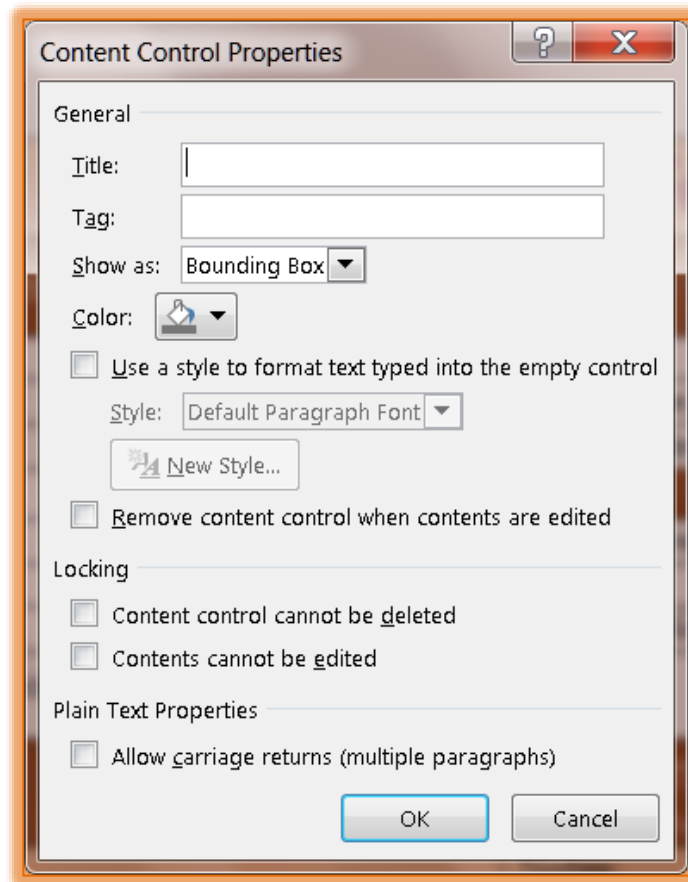 Content Control Properties
General
Title:
Tag:
Show as: Bounding Box
Color:
Use a style to format text typed into the empty control
Style: Default Paragraph Font
New Style...
Remove content control when contents are edited
Locking
Content control cannot be deleted
Contents cannot be edited
Plain Text Properties
Allow carriage returns (multiple paragraphs)
OK Cancel